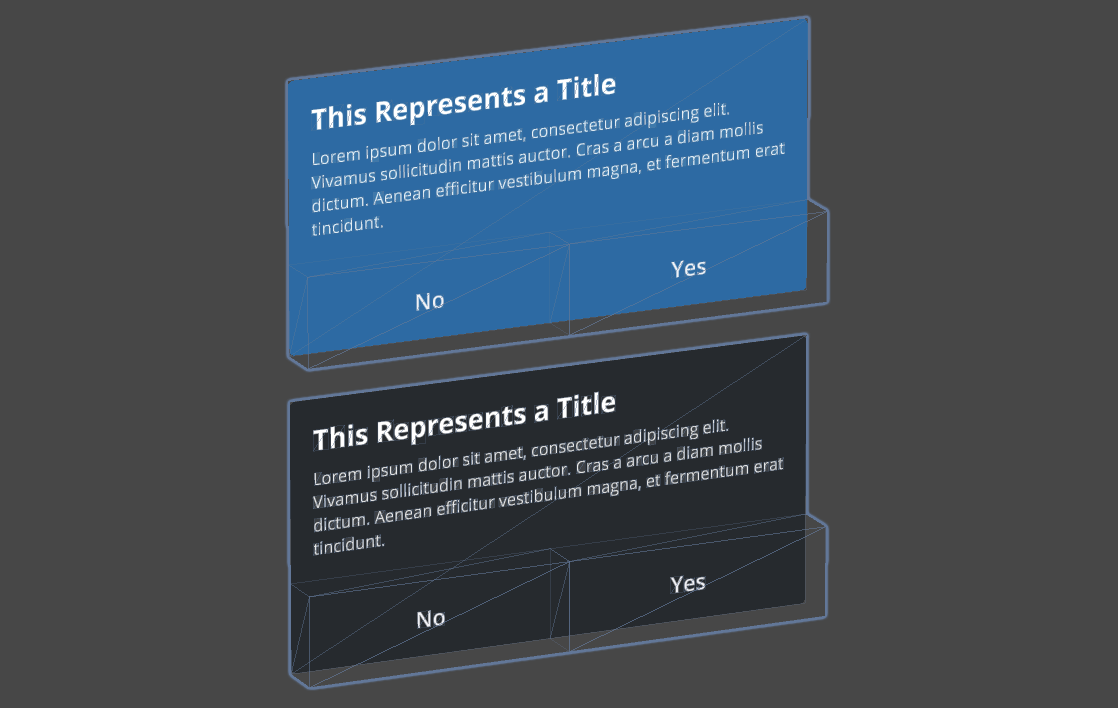 This Represents a Title
Lorem ipsum dolor sit amet, consectetur adipiscing elit.
Vivamus sollicitudin mattis auctor. Cras a arcu a diam mollis
dictum. Aenean efficitur vestibulum magna, et fermentum erat
tincidunt.
No
Yes
This Represents a Title
Lorem ipsum dolor sit amet, consectetur adipiscing elit.
Vivamus sollicitudin mattis auctor. Cras a arcu a diam mollis
dictum. Aenean efficitur vestibulum magna, et fermentum erat
tincidunt.
No
Yes